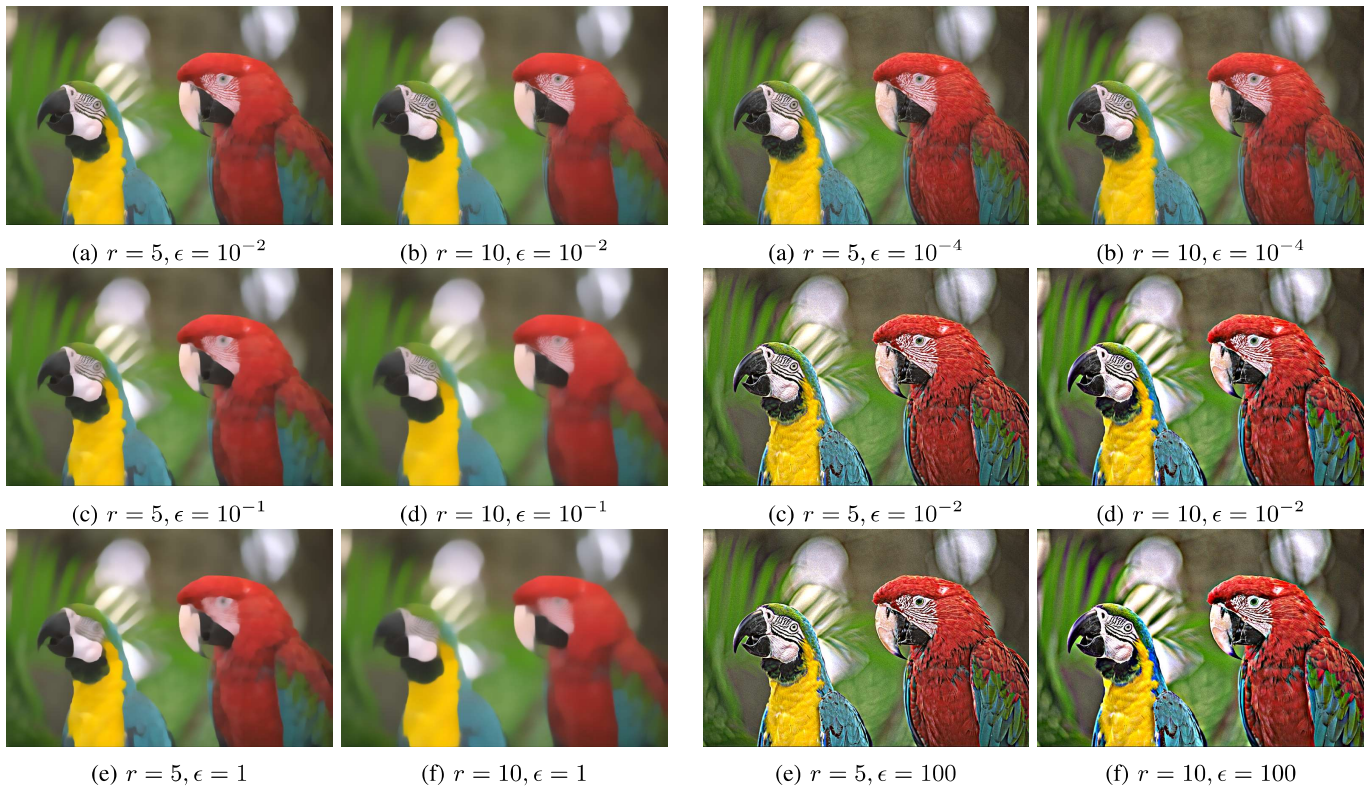 (a) r = 5, ϵ = 10⁻² (b) r = 10, ϵ = 10⁻² (a) r = 5, ϵ = 10⁻⁴ (b) r = 10, ϵ = 10⁻⁴
(c) r = 5, ϵ = 10⁻¹ (d) r = 10, ϵ = 10⁻¹ (c) r = 5, ϵ = 10⁻² (d) r = 10, ϵ = 10⁻²
(e) r = 5, ϵ = 1 (f) r = 10, ϵ = 1 (e) r = 5, ϵ = 100 (f) r = 10, ϵ = 100